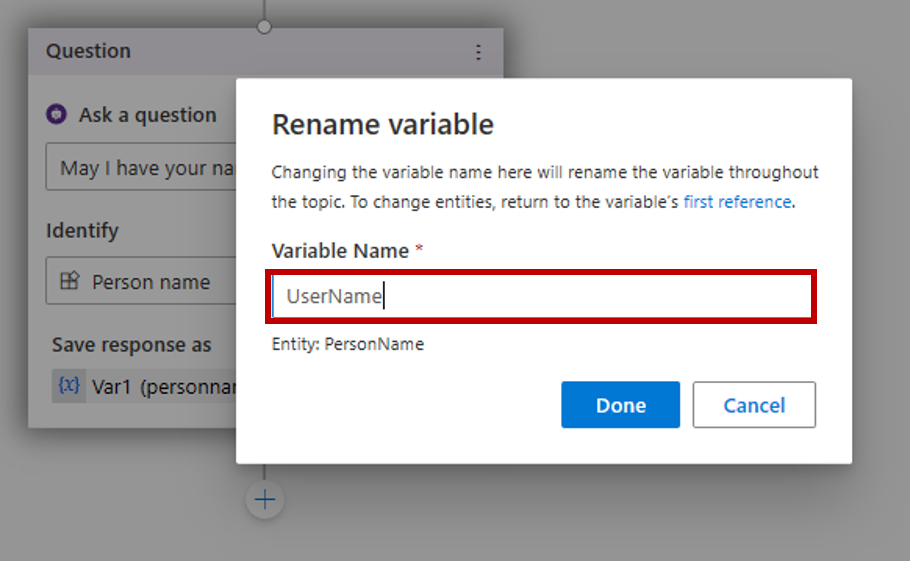 Question
Ask a question
May I have your
Identify
Person name
Save response as
{x} Var1
Rename variable
Changing the variable name here will rename the variable throughout
the topic. To change entities, return to the variable's first reference.
Variable Name *
UserName
Entity: PersonName
Done
Cancel